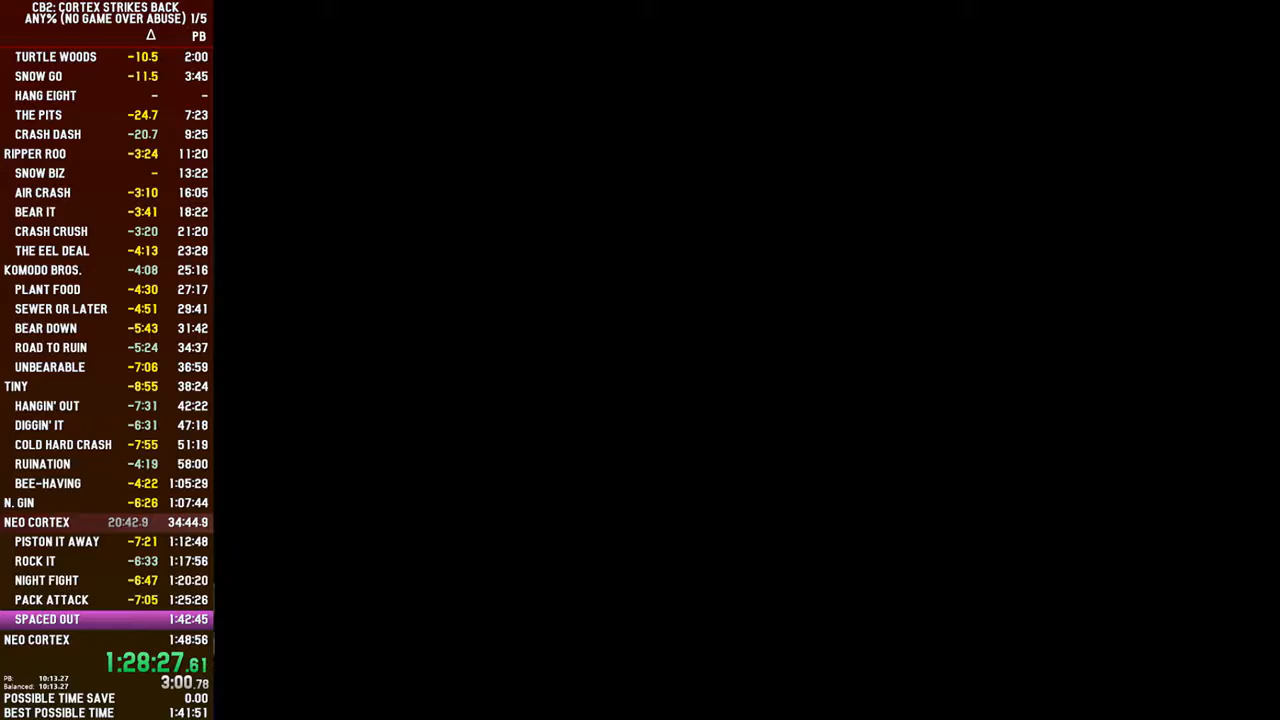 CB2: CORTEX STRIKES BACK
ANY% (NO GAME OVER ABUSE) 1/5
Δ PB
TURTLE WOODS -10.5 2:00
SNOW GO -11.5 3:45
HANG EIGHT - -
THE PITS -24.7 7:23
CRASH DASH -20.7 9:25
RIPPER ROO -3:24 11:20
SNOW BIZ - 13:22
AIR CRASH -3:10 16:05
BEAR IT -3:41 18:22
CRASH CRUSH -3:20 21:20
THE EEL DEAL -4:13 23:28
KOMODO BROS. -4:08 25:16
PLANT FOOD -4:30 27:17
SEWER OR LATER -4:51 29:41
BEAR DOWN -5:43 31:42
ROAD TO RUIN -5:24 34:37
UNBEARABLE -7:06 36:59
TINY -8:55 38:24
HANGIN' OUT -7:31 42:22
DIGGIN' IT -6:31 47:18
COLD HARD CRASH -7:55 51:19
RUINATION -4:19 58:00
BEE-HAVING -4:22 1:05:29
N. GIN -6:26 1:07:44
NEO CORTEX 20:42.9 34:44.9
PISTON IT AWAY -7:21 1:12:48
ROCK IT -6:33 1:17:56
NIGHT FIGHT -6:47 1:20:20
PACK ATTACK -7:05 1:25:26
SPACED OUT 1:42:45
NEO CORTEX 1:48:56
1:28:27.61
PB: 10:13.27
Balanced: 10:13.27 3:00.78
POSSIBLE TIME SAVE 0.00
BEST POSSIBLE TIME 1:41:51